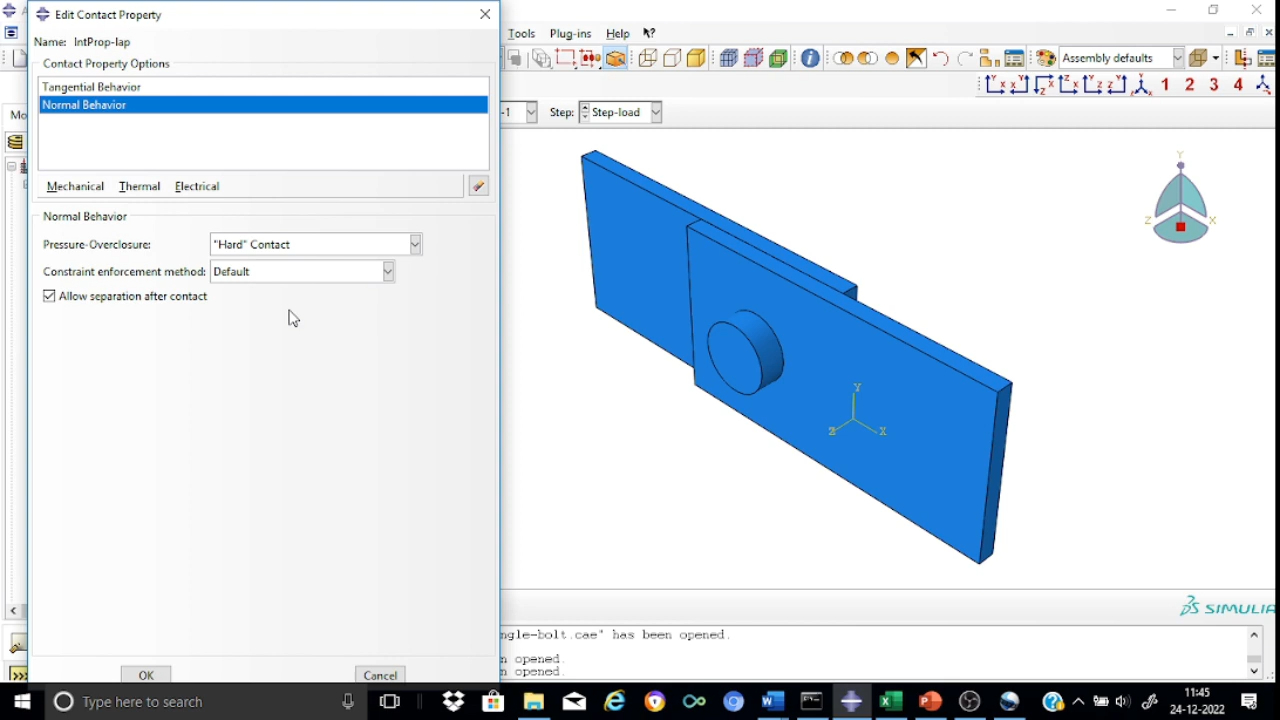 Edit Contact Property
Name: IntProp-lap
Contact Property Options
Tangential Behavior
Normal Behavior
Mechanical Thermal Electrical
Normal Behavior
Pressure-Overclosure: "Hard" Contact
Constraint enforcement method: Default
Allow separation after contact
OK Cancel
Mo
Tools Plug-ins Help
Assembly defaults
1 2 3 4
-1 Step: Step-load
Y
Z X
Y
Z X
SIMULIA
ngle-bolt.cae" has been opened.
n opened.
n opened.
Type here to search
11:45
24-12-2022